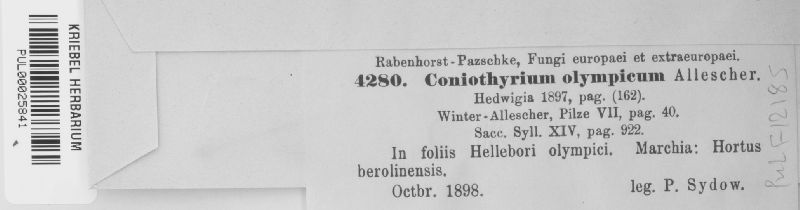 KRIEBEL HERBARIUM
PUL00025841
Rabenhorst-Pazschke, Fungi europaei et extraeuropaei.
4280. Coniothyrium olympicum Allescher.
Hedwigia 1897, pag. (162).
Winter-Allescher, Pilze VII, pag. 40.
Sacc. Syll. XIV, pag. 922.
In foliis Hellebori olympici. Marchia: Hortus
berolinensis.
Octbr. 1898. leg. P. Sydow.
PUL F12185